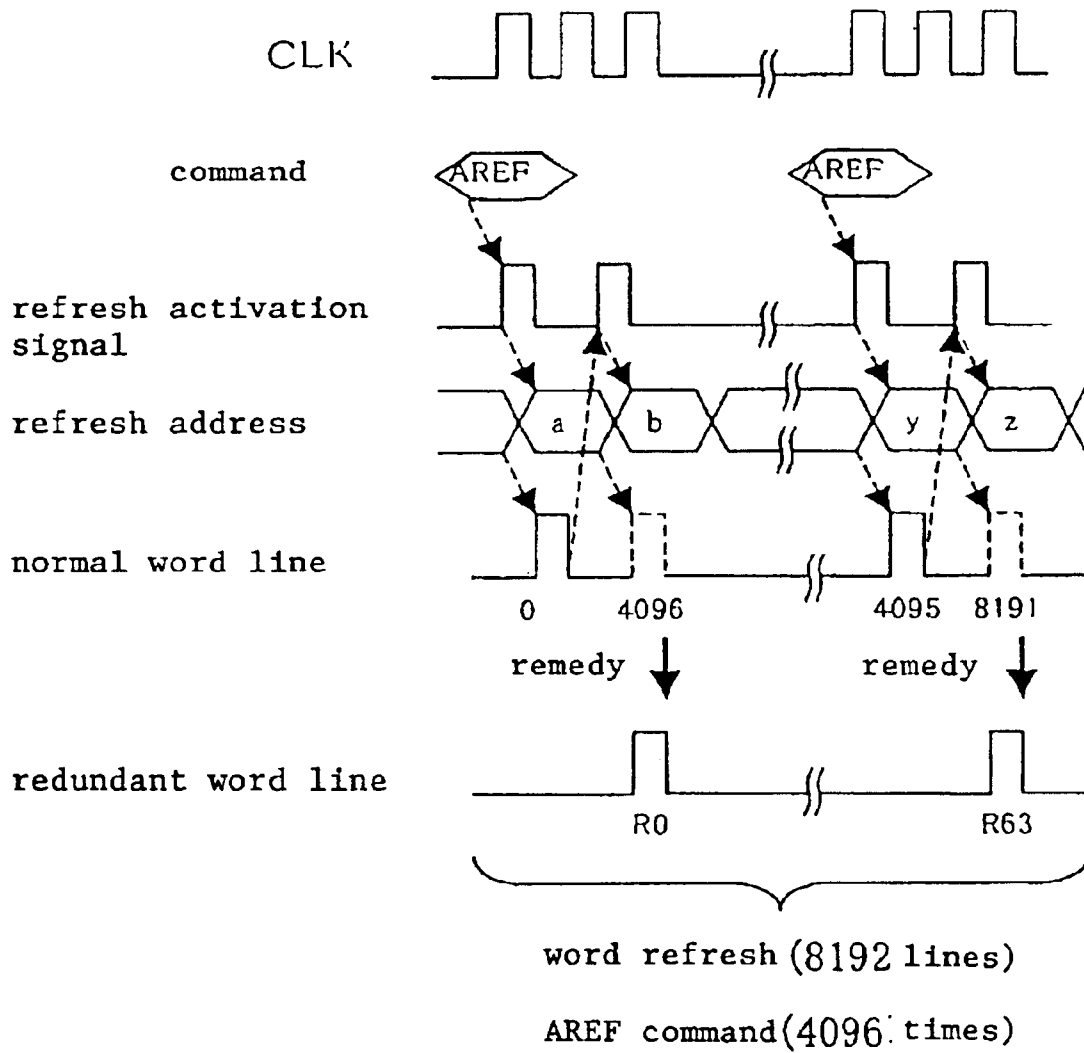 CLK
command
AREF
AREF
refresh activation
signal
refresh address
a
b
y
z
normal word line
0
4096
4095
8191
remedy
remedy
redundant word line
R0
R63
word refresh (8192 lines)
AREF command (4096 times)